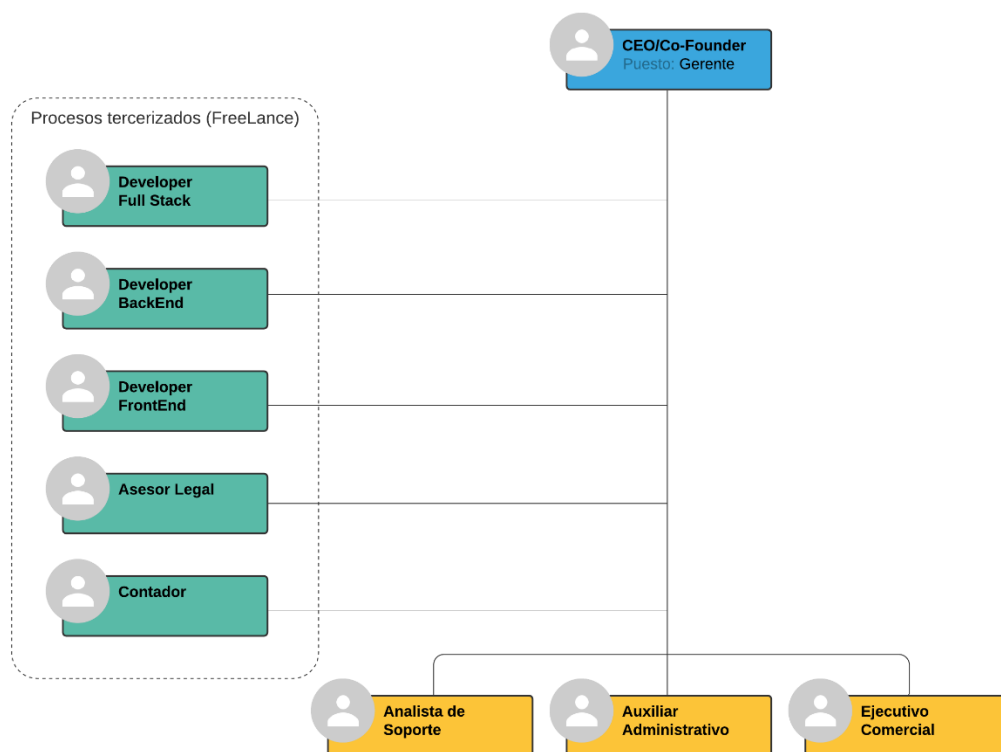 CEO/Co-Founder
Puesto: Gerente
Procesos tercerizados (FreeLance)
Developer
Full Stack
Developer
BackEnd
Developer
FrontEnd
Asesor Legal
Contador
Analista de
Soporte
Auxiliar
Administrativo
Ejecutivo
Comercial